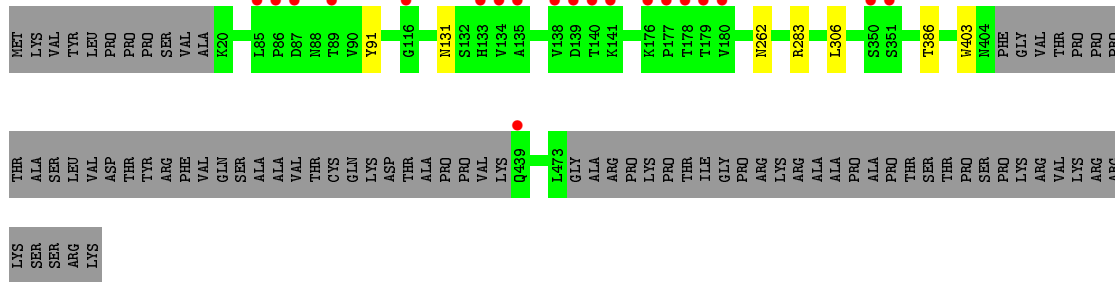 MET LYS VAL TYR LEU PRO PRO PRO SER VAL ALA K20 L85 P86 D87 N88 T89 V90 Y91 G116 N131 S132 H133 V134 A135 V138 D139 T140 K141 K176 P177 T178 T179 V180 N262 R283 L306 S350 S351 T386 W403 N404 PHE GLY VAL THR PRO PRO PRO
THR ALA SER LEU VAL ASP THR TYR ARG PHE VAL GLN SER ALA ALA VAL THR CYS GLN LYS ASP THR ALA PRO PRO VAL LYS Q439 L473 GLY ALA ARG PRO LYS PRO THR ILE GLY PRO ARG LYS ARG ALA ALA PRO ALA PRO THR SER THR PRO SER PRO LYS ARG VAL LYS ARG ARG
LYS SER SER ARG LYS